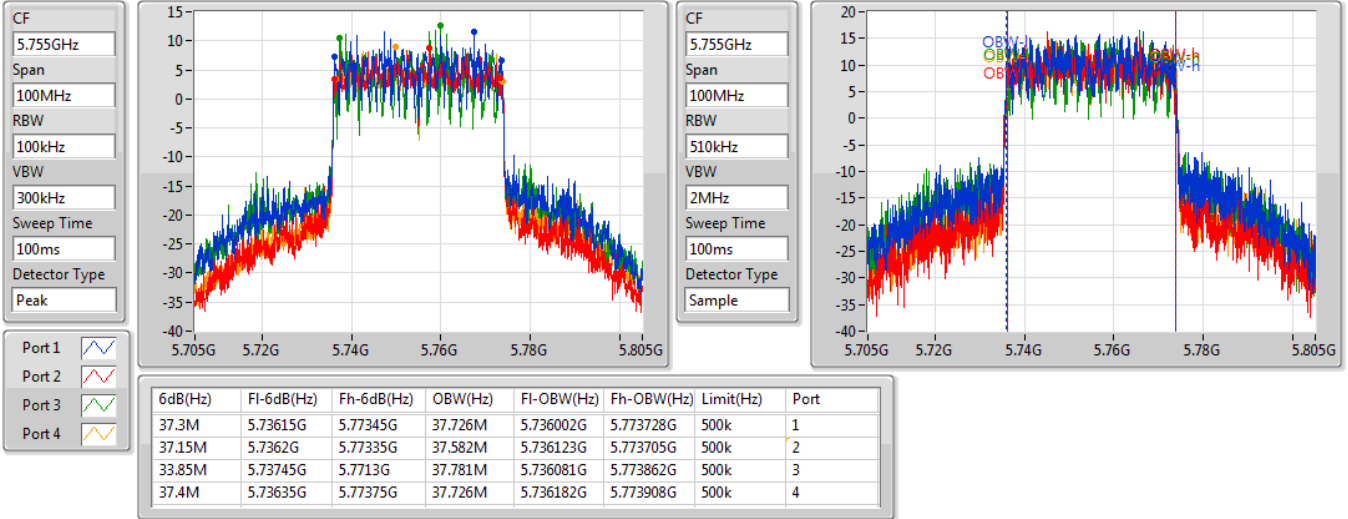 CF
5.755GHz
Span
100MHz
RBW
100kHz
VBW
300kHz
Sweep Time
100ms
Detector Type
Peak
15
10
5
0
-5
-10
-15
-20
-25
-30
-35
-40
5.705G 5.72G 5.74G 5.76G 5.78G 5.805G
CF
5.755GHz
Span
100MHz
RBW
510kHz
VBW
2MHz
Sweep Time
100ms
Detector Type
Sample
20
15
10
5
0
-5
-10
-15
-20
-25
-30
-35
-40
OBW-h
5.705G 5.72G 5.74G 5.76G 5.78G 5.805G
Port 1
Port 2
Port 3
Port 4
6dB(Hz) Fl-6dB(Hz) Fh-6dB(Hz) OBW(Hz) Fl-OBW(Hz) Fh-OBW(Hz) Limit(Hz) Port
37.3M 5.73615G 5.77345G 37.726M 5.736002G 5.773728G 500k 1
37.15M 5.7362G 5.77335G 37.582M 5.736123G 5.773705G 500k 2
33.85M 5.73745G 5.7713G 37.781M 5.736081G 5.773862G 500k 3
37.4M 5.73635G 5.77375G 37.726M 5.736182G 5.773908G 500k 4